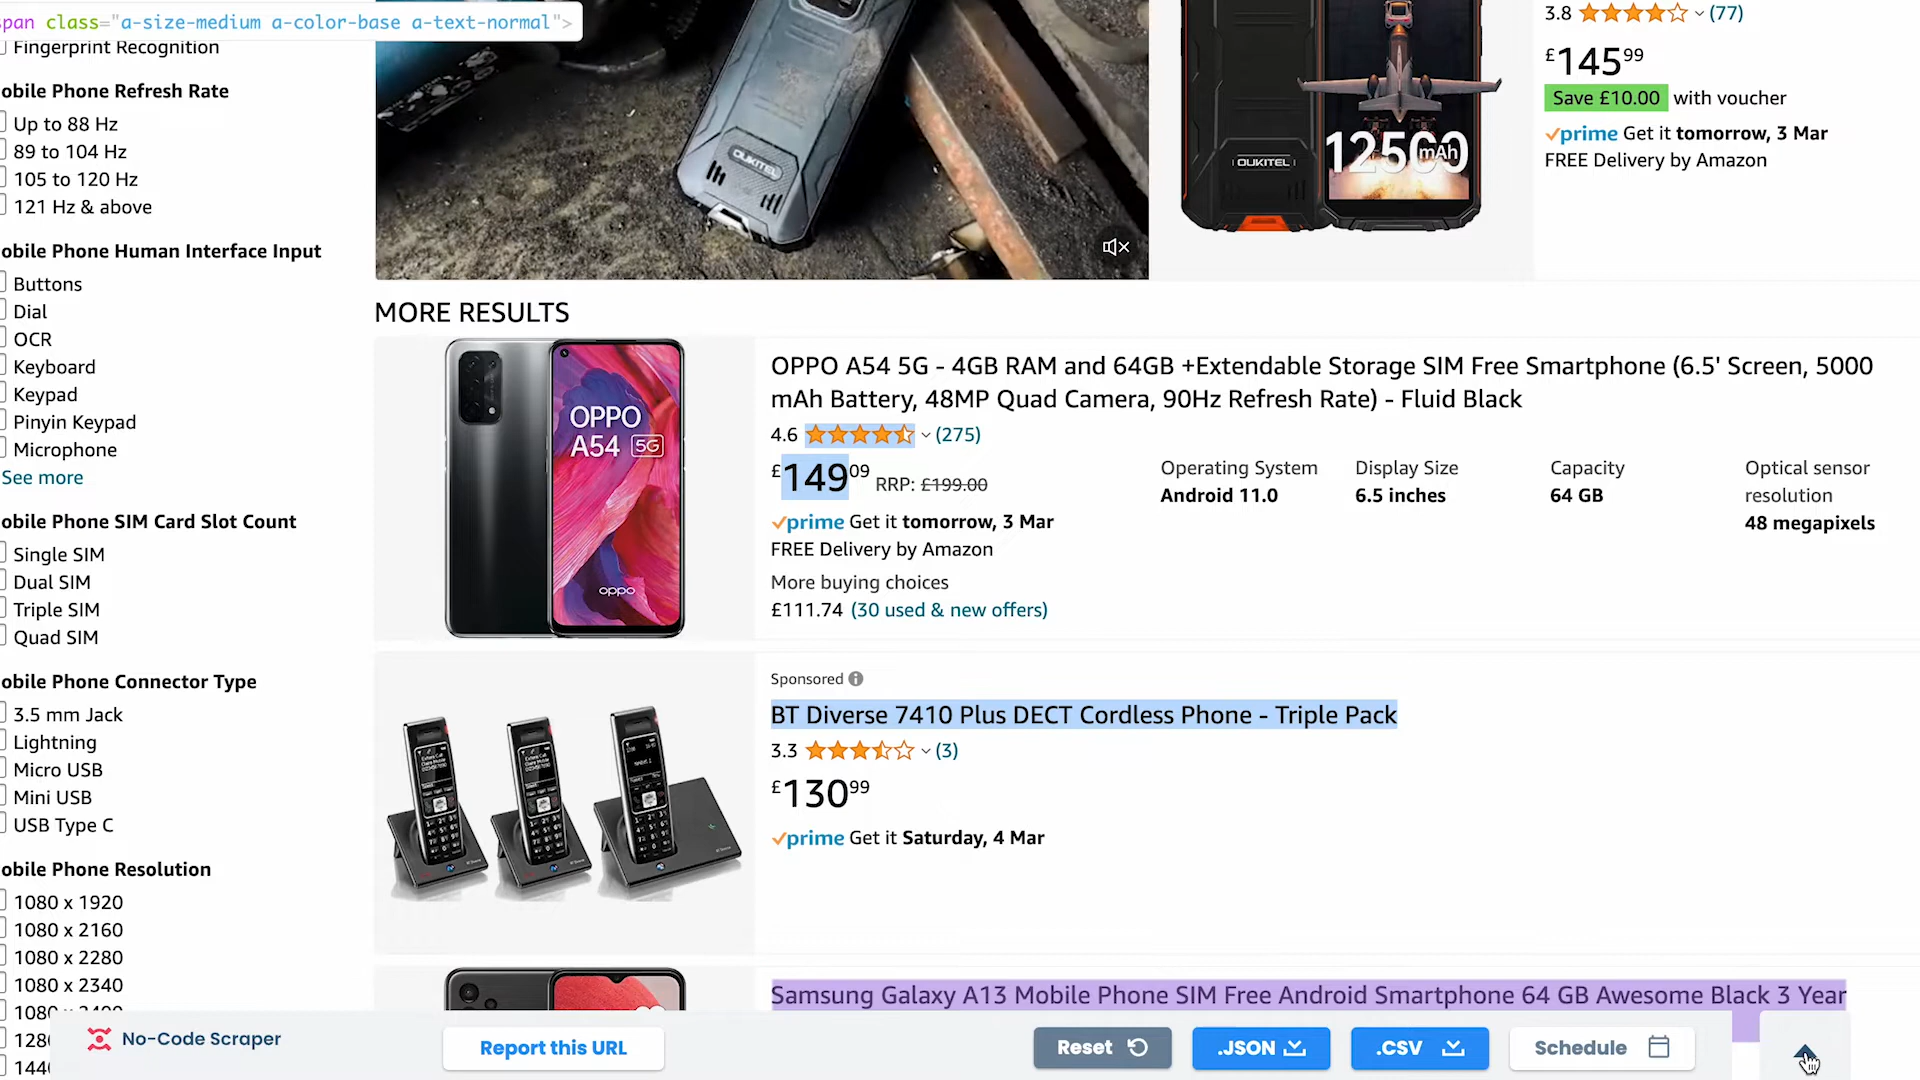 span class="a-size-medium a-color-base a-text-normal">
Fingerprint Recognition
obile Phone Refresh Rate
Up to 88 Hz
89 to 104 Hz
105 to 120 Hz
121 Hz & above
obile Phone Human Interface Input
Buttons
Dial
OCR
Keyboard
Keypad
Pinyin Keypad
Microphone
See more
obile Phone SIM Card Slot Count
Single SIM
Dual SIM
Triple SIM
Quad SIM
obile Phone Connector Type
3.5 mm Jack
Lightning
Micro USB
Mini USB
USB Type C
obile Phone Resolution
1080 x 1920
1080 x 2160
1080 x 2280
1080 x 2340
1080 x 2400
1280
1440
OUKITEL
OUKITEL
12500 mAh
3.8 (77)
£145.99
Save £10.00 with voucher
prime Get it tomorrow, 3 Mar
FREE Delivery by Amazon
MORE RESULTS
OPPO
A54 5G
oppo
OPPO A54 5G - 4GB RAM and 64GB +Extendable Storage SIM Free Smartphone (6.5' Screen, 5000
mAh Battery, 48MP Quad Camera, 90Hz Refresh Rate) - Fluid Black
4.6 (275)
£149.09 RRP: £199.00
prime Get it tomorrow, 3 Mar
FREE Delivery by Amazon
More buying choices
£111.74 (30 used & new offers)
Operating System
Android 11.0
Display Size
6.5 inches
Capacity
64 GB
Optical sensor
resolution
48 megapixels
Sponsored
BT Diverse 7410 Plus DECT Cordless Phone - Triple Pack
3.3 (3)
£130.99
prime Get it Saturday, 4 Mar
Samsung Galaxy A13 Mobile Phone SIM Free Android Smartphone 64 GB Awesome Black 3 Year
No-Code Scraper
Report this URL
Reset
.JSON
.CSV
Schedule